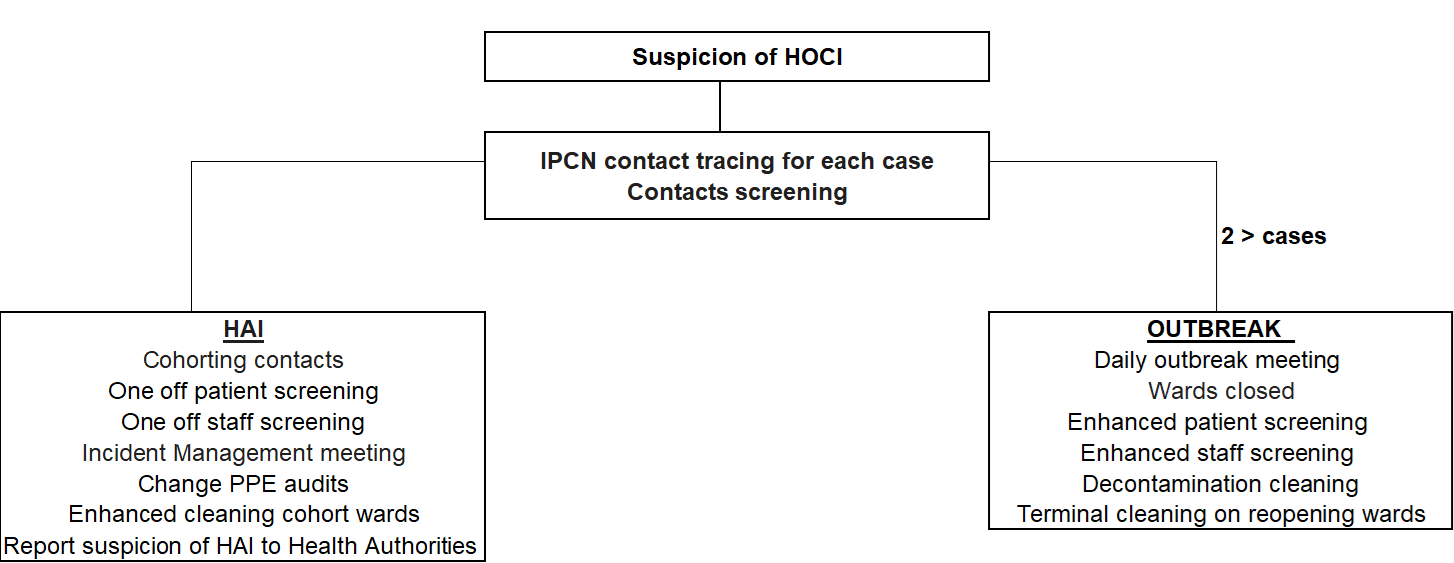 Suspicion of HOCI
IPCN contact tracing for each case
Contacts screening
2 > cases
HAI
Cohorting contacts
One off patient screening
One off staff screening
Incident Management meeting
Change PPE audits
Enhanced cleaning cohort wards
Report suspicion of HAI to Health Authorities
OUTBREAK
Daily outbreak meeting
Wards closed
Enhanced patient screening
Enhanced staff screening
Decontamination cleaning
Terminal cleaning on reopening wards